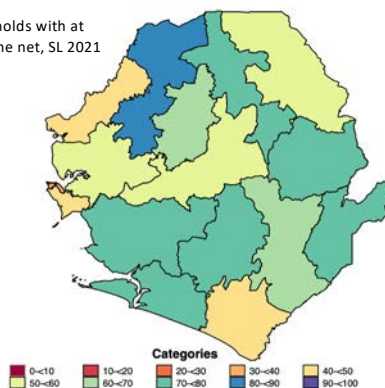 holds with at
ne net, SL 2021
Categories
0-<10 10-<20 20-<30 30-<40 40-<50
50-<60 60-<70 70-<80 80-<90 90-<100